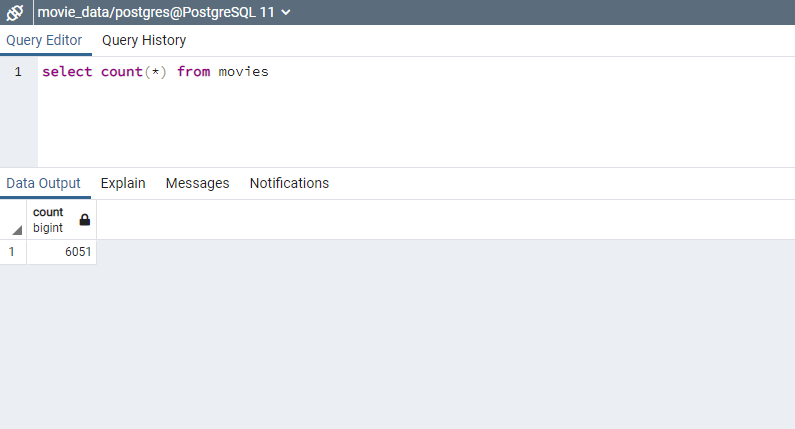 movie_data/postgres@PostgreSQL 11
Query Editor Query History
1 select count(*) from movies
Data Output Explain Messages Notifications
count
bigint
1 6051